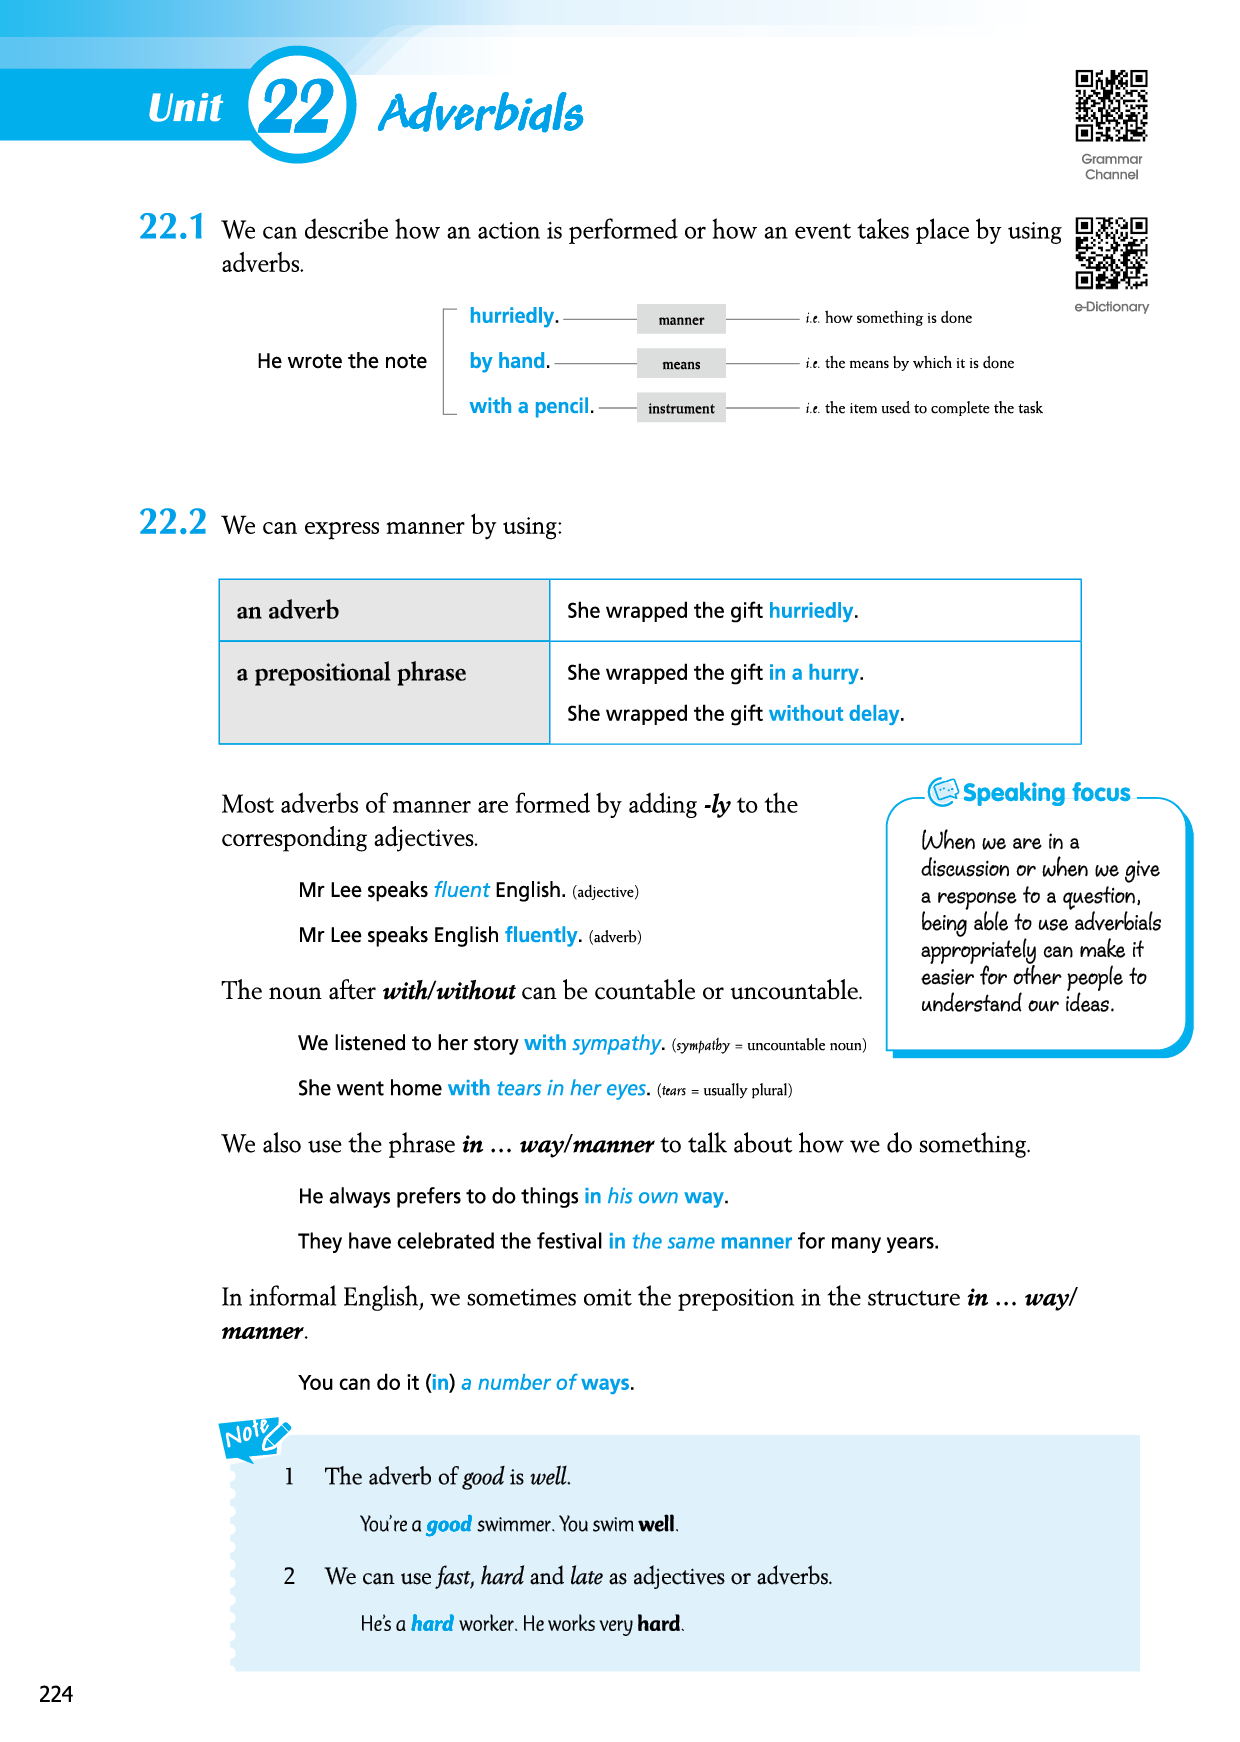 Unit 22 Adverbials
Grammar
Channel
22.1 We can describe how an action is performed or how an event takes place by using
adverbs.
e-Dictionary
He wrote the note
hurriedly. manner i.e. how something is done
by hand. means i.e. the means by which it is done
with a pencil. instrument i.e. the item used to complete the task
22.2 We can express manner by using:
an adverb She wrapped the gift hurriedly.
a prepositional phrase She wrapped the gift in a hurry.
She wrapped the gift without delay.
Most adverbs of manner are formed by adding -ly to the
corresponding adjectives.
Mr Lee speaks fluent English. (adjective)
Mr Lee speaks English fluently. (adverb)
The noun after with/without can be countable or uncountable.
We listened to her story with sympathy. (sympathy = uncountable noun)
She went home with tears in her eyes. (tears = usually plural)
Speaking focus
When we are in a
discussion or when we give
a response to a question,
being able to use adverbials
appropriately can make it
easier for other people to
understand our ideas.
We also use the phrase in ... way/manner to talk about how we do something.
He always prefers to do things in his own way.
They have celebrated the festival in the same manner for many years.
In informal English, we sometimes omit the preposition in the structure in ... way/
manner.
You can do it (in) a number of ways.
Note
1 The adverb of good is well.
You're a good swimmer. You swim well.
2 We can use fast, hard and late as adjectives or adverbs.
He's a hard worker. He works very hard.
224